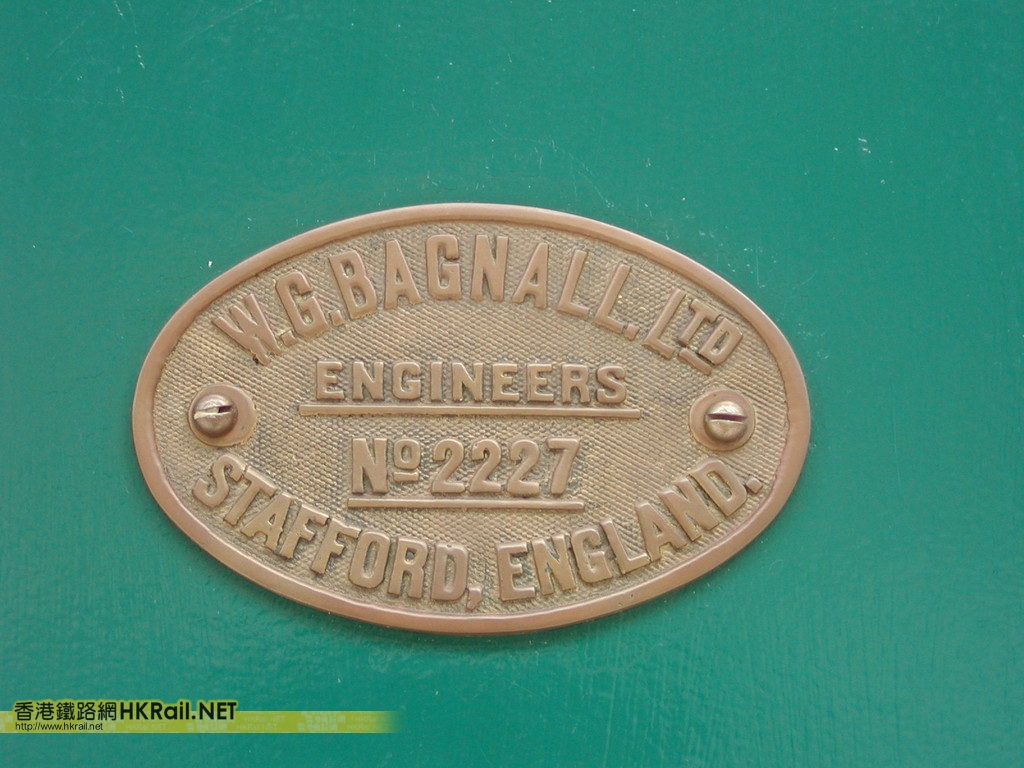 W.G. BAGNALL, LTD
ENGINEERS
No 2227
STAFFORD, ENGLAND.
香港鐵路網HKRail.NET
http://www.hkrail.net